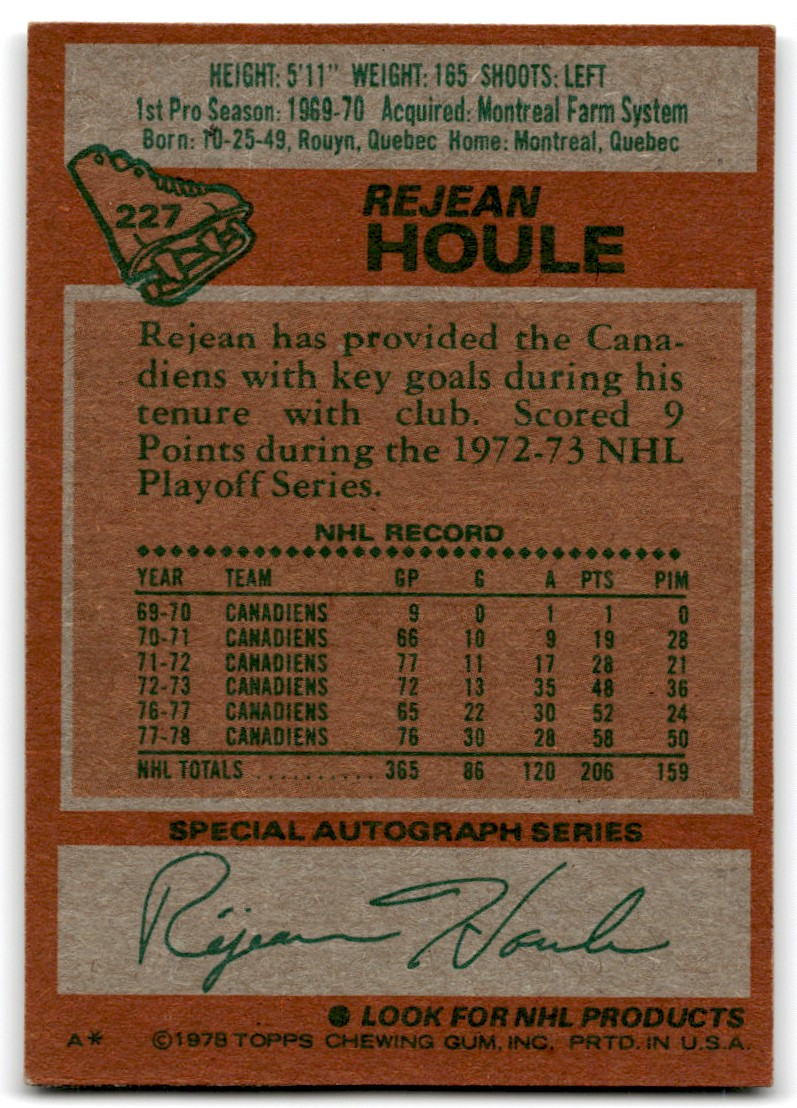 HEIGHT: 5'11" WEIGHT: 165 SHOOTS: LEFT
1st Pro Season: 1969-70 Acquired: Montreal Farm System
Born: 10-25-49, Rouyn, Quebec Home: Montreal, Quebec
227
REJEAN
HOULE
Rejean has provided the Cana-
diens with key goals during his
tenure with club. Scored 9
Points during the 1972-73 NHL
Playoff Series.
NHL RECORD
YEAR TEAM GP G A PTS PIM
69-70 CANADIENS 9 0 1 1 0
70-71 CANADIENS 66 10 9 19 28
71-72 CANADIENS 77 11 17 28 21
72-73 CANADIENS 72 13 35 48 36
76-77 CANADIENS 65 22 30 52 24
77-78 CANADIENS 76 30 28 58 50
NHL TOTALS .......... 365 86 120 206 159
SPECIAL AUTOGRAPH SERIES
Réjean Houle
LOOK FOR NHL PRODUCTS
A* ©1978 TOPPS CHEWING GUM, INC. PRTD. IN U.S.A.